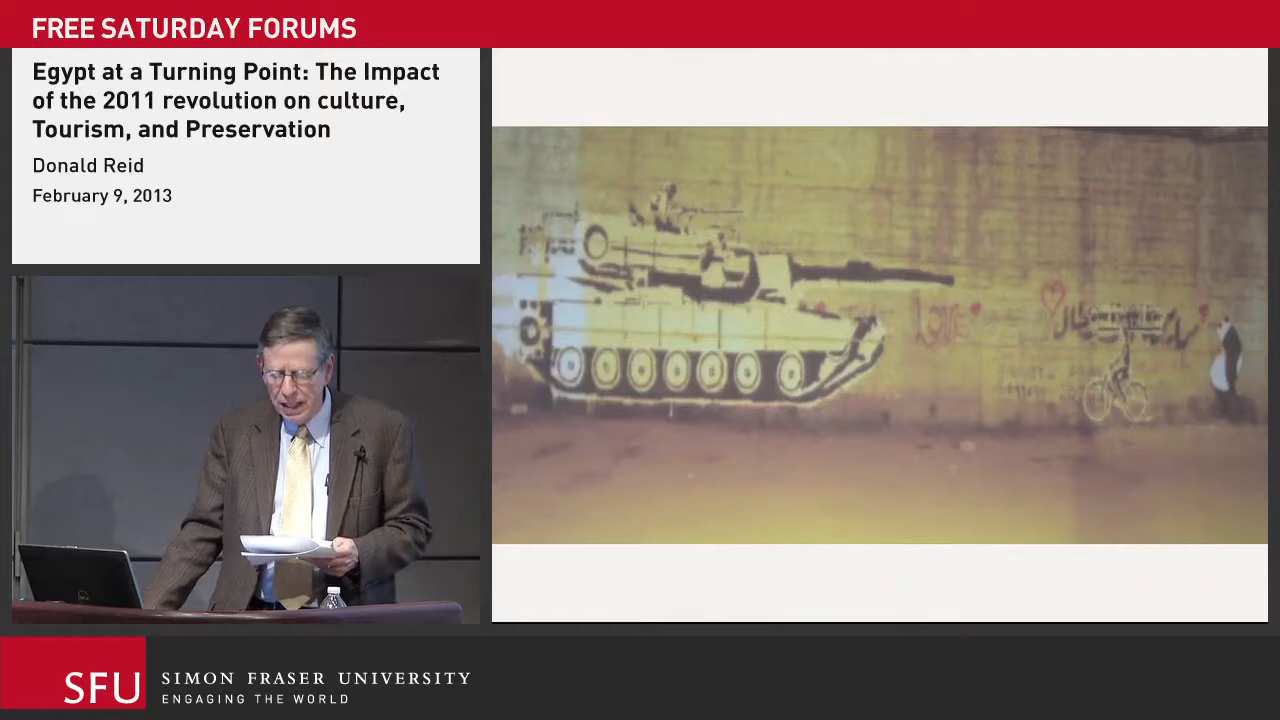 FREE SATURDAY FORUMS
Egypt at a Turning Point: The Impact
of the 2011 revolution on culture,
Tourism, and Preservation
Donald Reid
February 9, 2013
Love
SFU
SIMON FRASER UNIVERSITY
ENGAGING THE WORLD